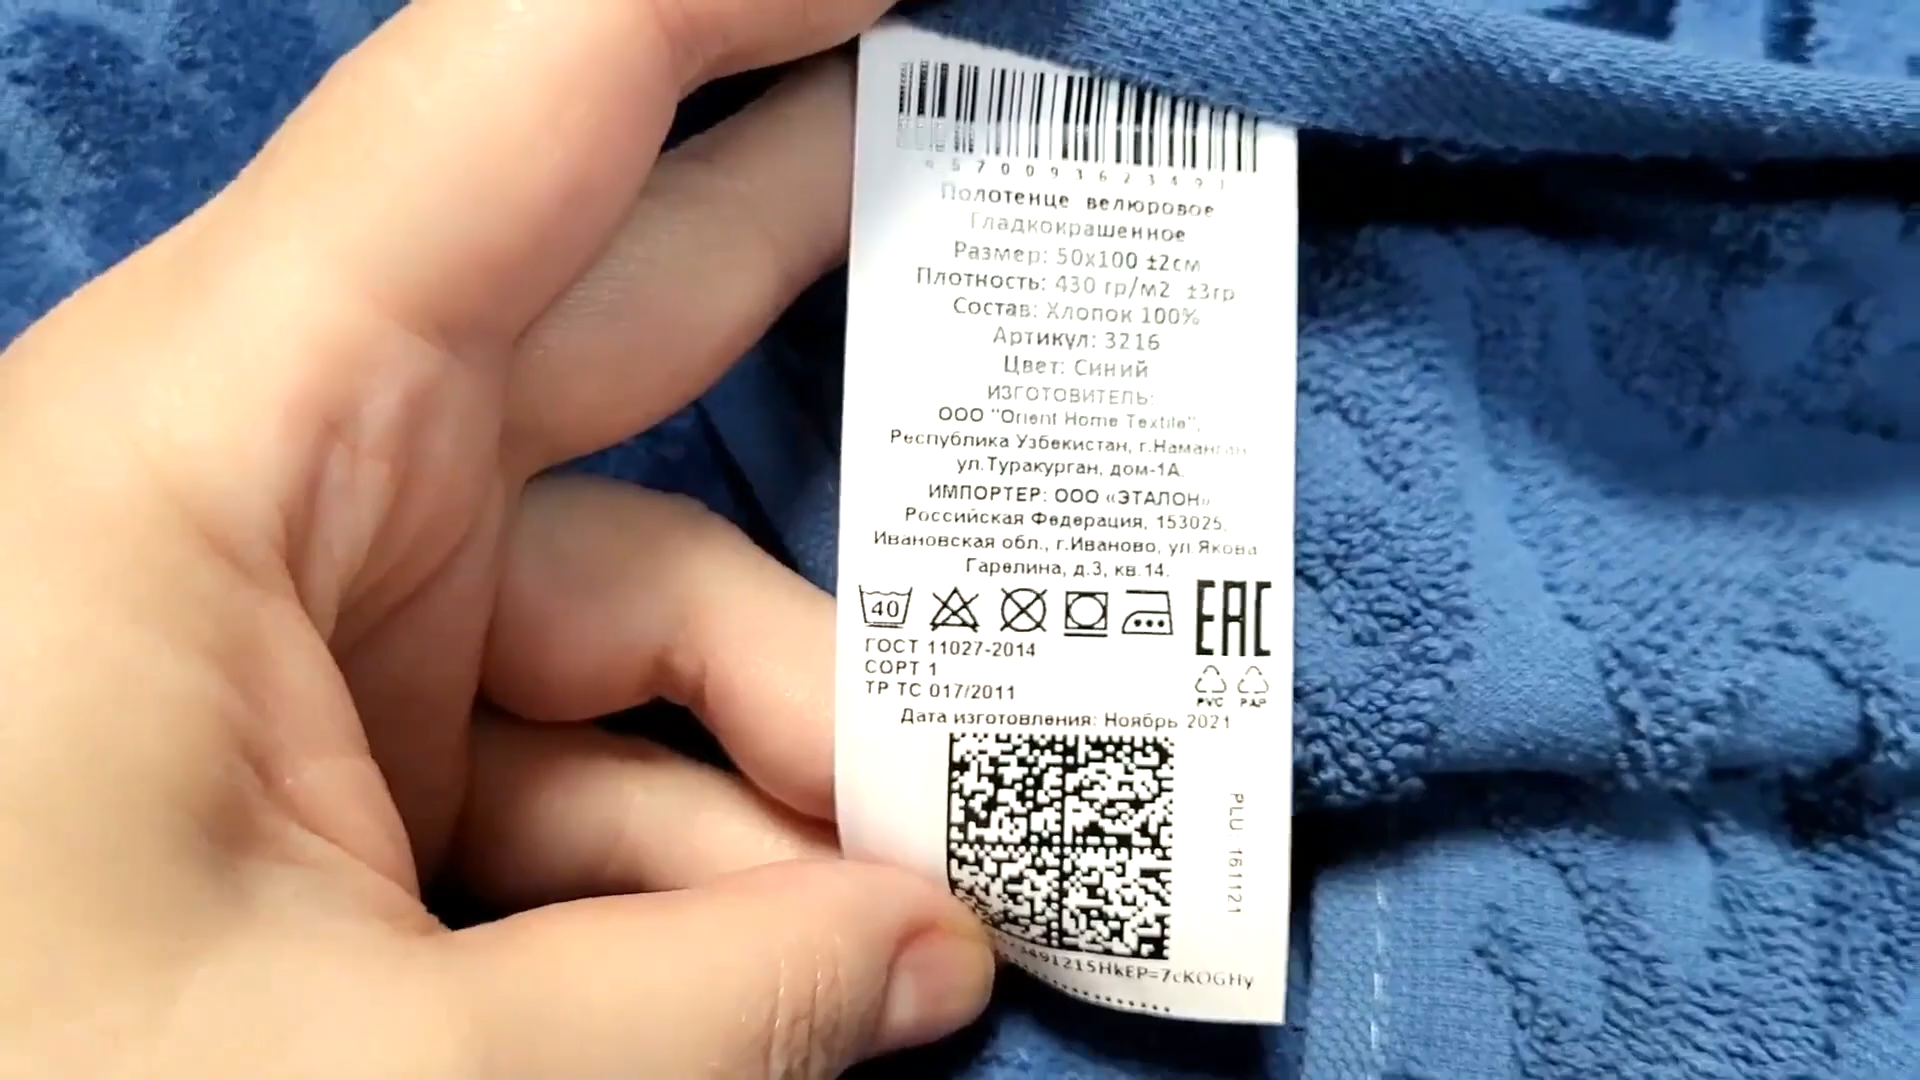 Полотенце велюровое
Гладкокрашенное
Размер: 50х100 ±2см
Плотность: 430 гр/м2 ±3гр
Состав: Хлопок 100%
Артикул: 3216
Цвет: Синий
ИЗГОТОВИТЕЛЬ:
ООО "Orient Home Textile",
Республика Узбекистан, г.Наманган
ул.Туракурган, дом-1А.
ИМПОРТЕР: ООО «ЭТАЛОН»
Российская Федерация, 153025,
Ивановская обл., г.Иваново, ул.Якова
Гарелина, д.3, кв.14.
40
EAC
ГОСТ 11027-2014
СОРТ 1
ТР ТС 017/2011
PVC PAP
Дата изготовления: Ноябрь 2021
PLU 161121
3491215HkEP=7cKOGHy